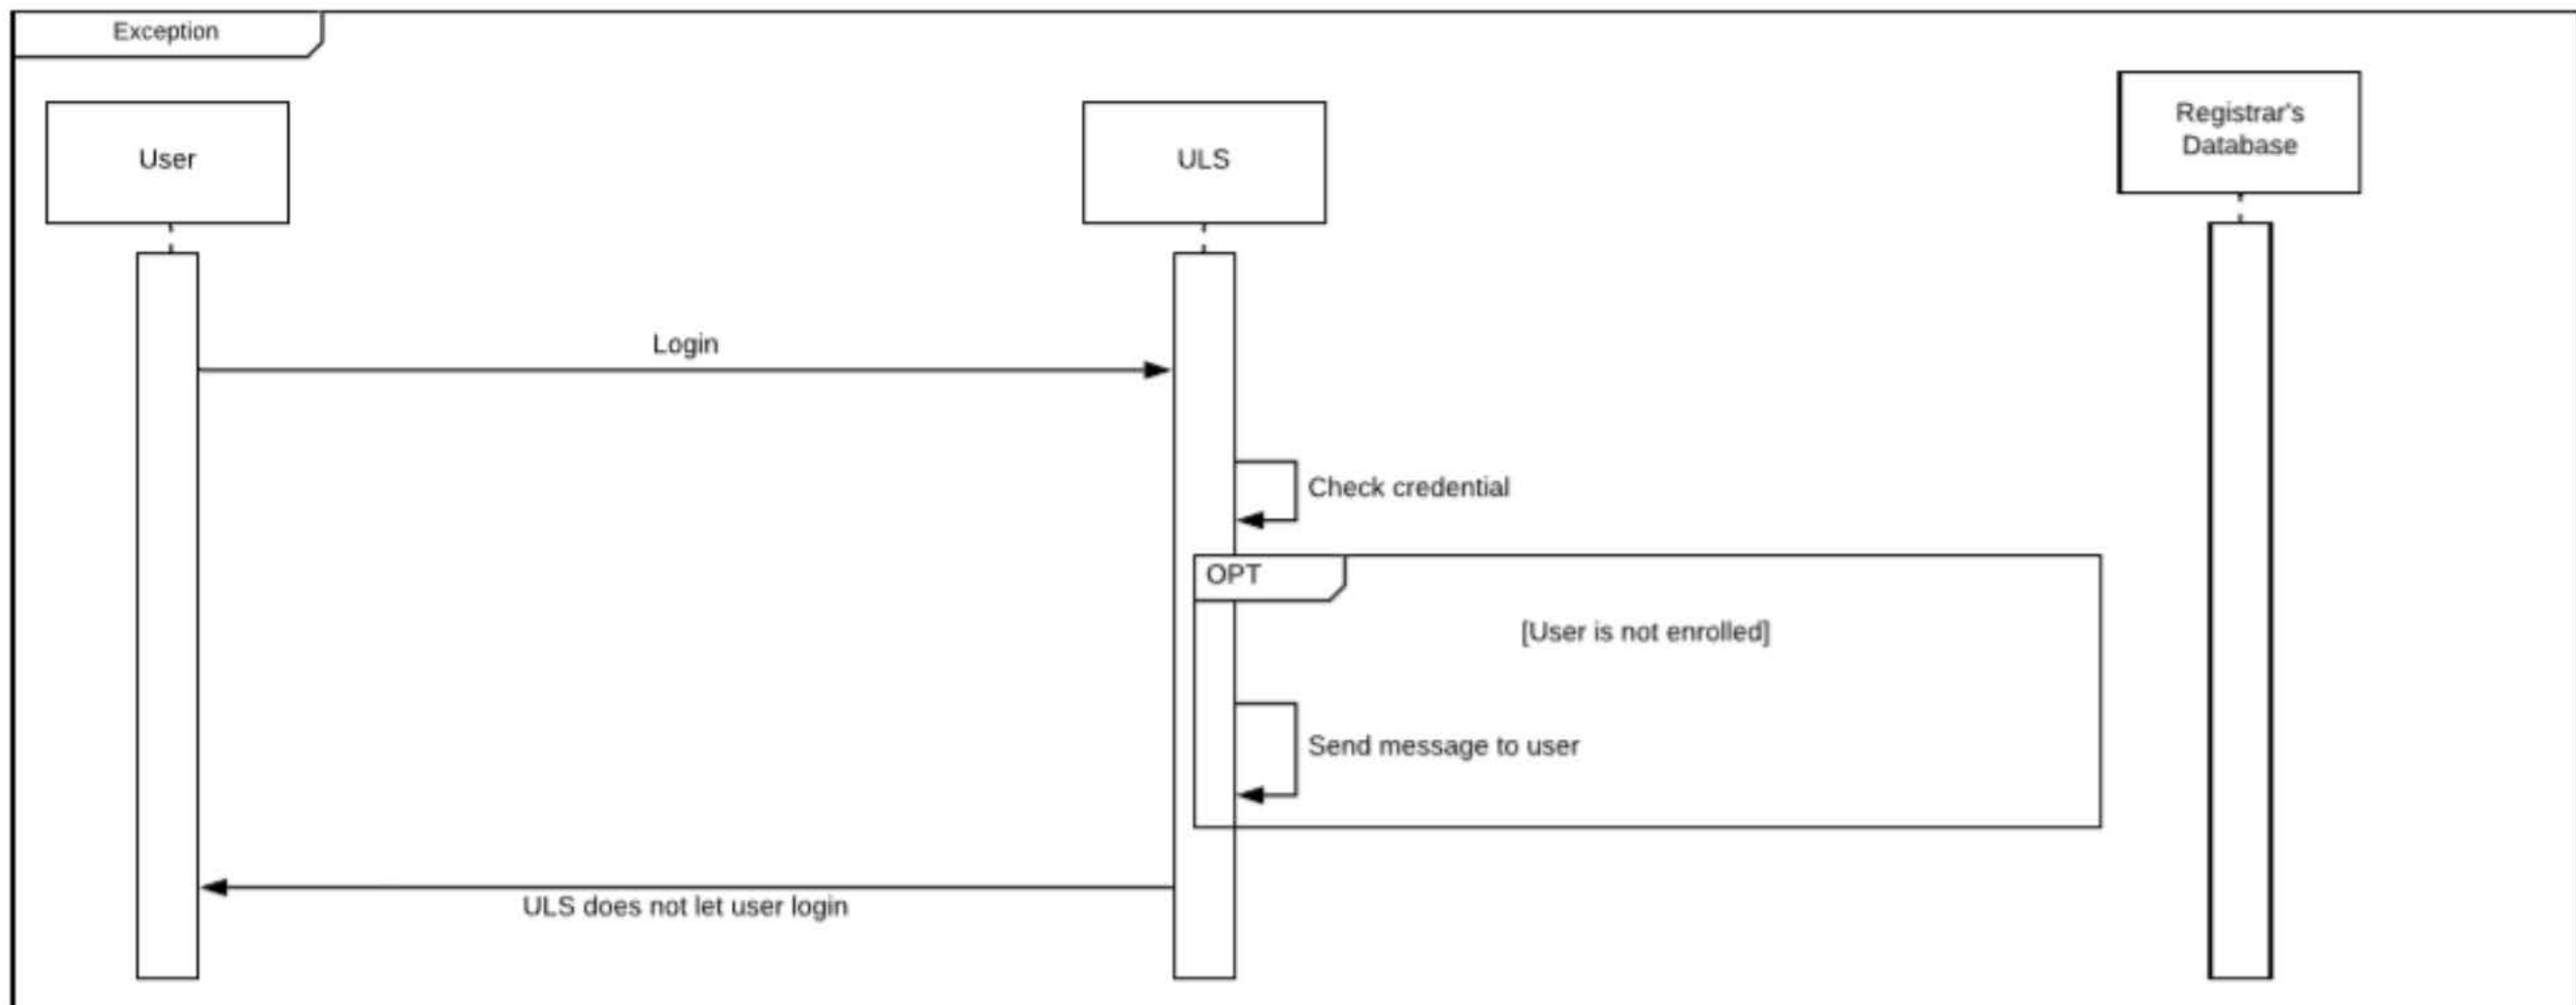 Exception
User
ULS
Registrar's
Database
Login
Check credential
OPT
[User is not enrolled]
Send message to user
ULS does not let user login